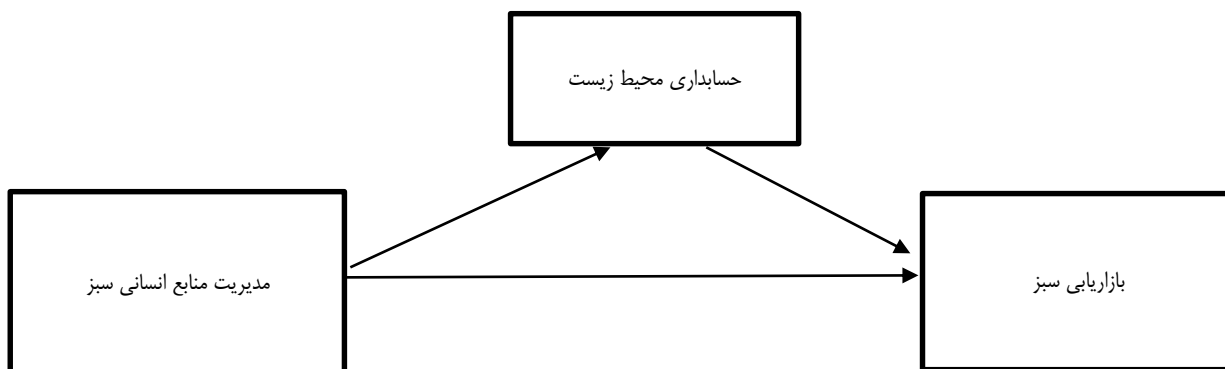 حسابداری محیط زیست
مدیریت منابع انسانی سبز
بازاریابی سبز